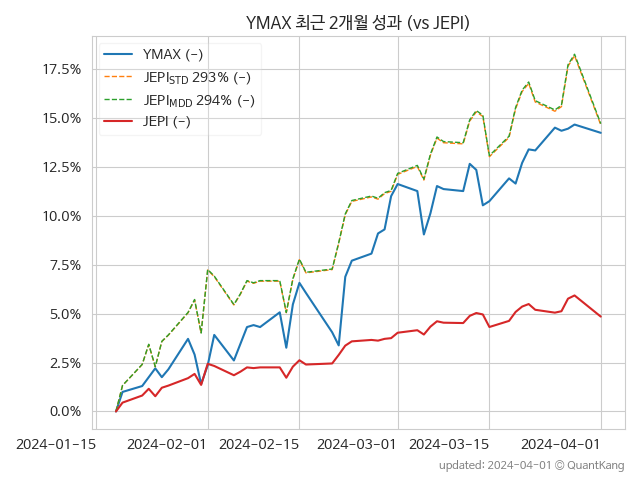 YMAX 최근 2개월 성과 (vs JEPI)
YMAX (-)
JEPISTD 293% (-)
JEPIMDD 294% (-)
JEPI (-)
17.5%
15.0%
12.5%
10.0%
7.5%
5.0%
2.5%
0.0%
2024-01-15 2024-02-01 2024-02-15 2024-03-01 2024-03-15 2024-04-01
updated: 2024-04-01 © QuantKang